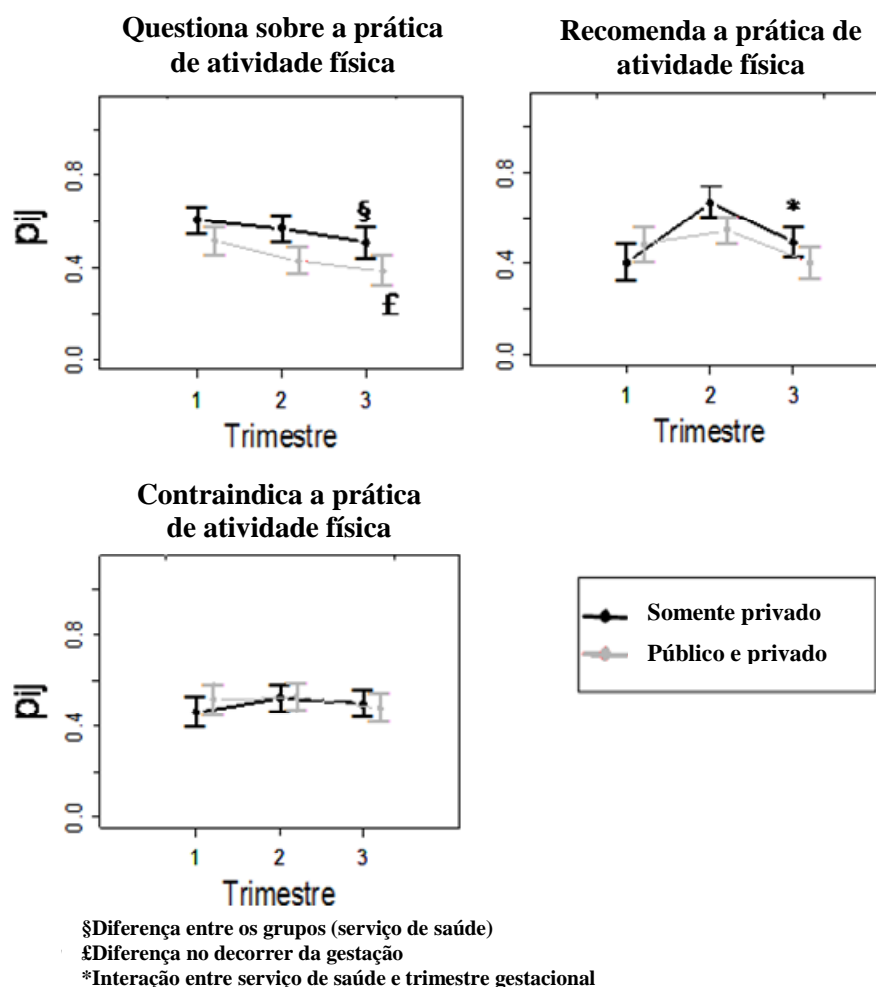 Questiona sobre a prática
de atividade física
Recomenda a prática de
atividade física
pij
0.0
0.4
0.8
§
£
1
2
3
Trimestre
0.0
0.4
0.8
*
1
2
3
Trimestre
Contraindica a prática
de atividade física
pij
0.0
0.4
0.8
1
2
3
Trimestre
Somente privado
Público e privado
§Diferença entre os grupos (serviço de saúde)
£Diferença no decorrer da gestação
*Interação entre serviço de saúde e trimestre gestacional